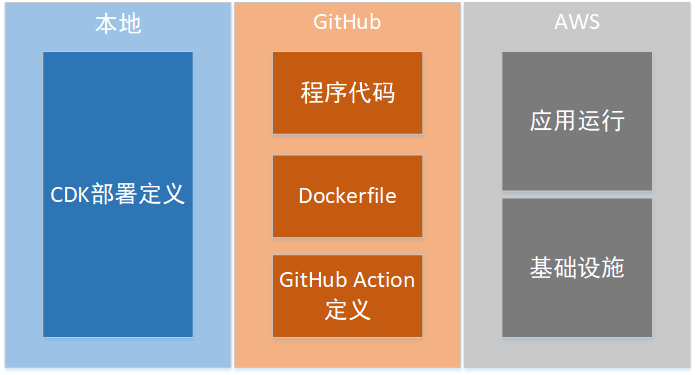 本地
CDK部署定义
GitHub
程序代码
Dockerfile
GitHub Action
定义
AWS
应用运行
基础设施